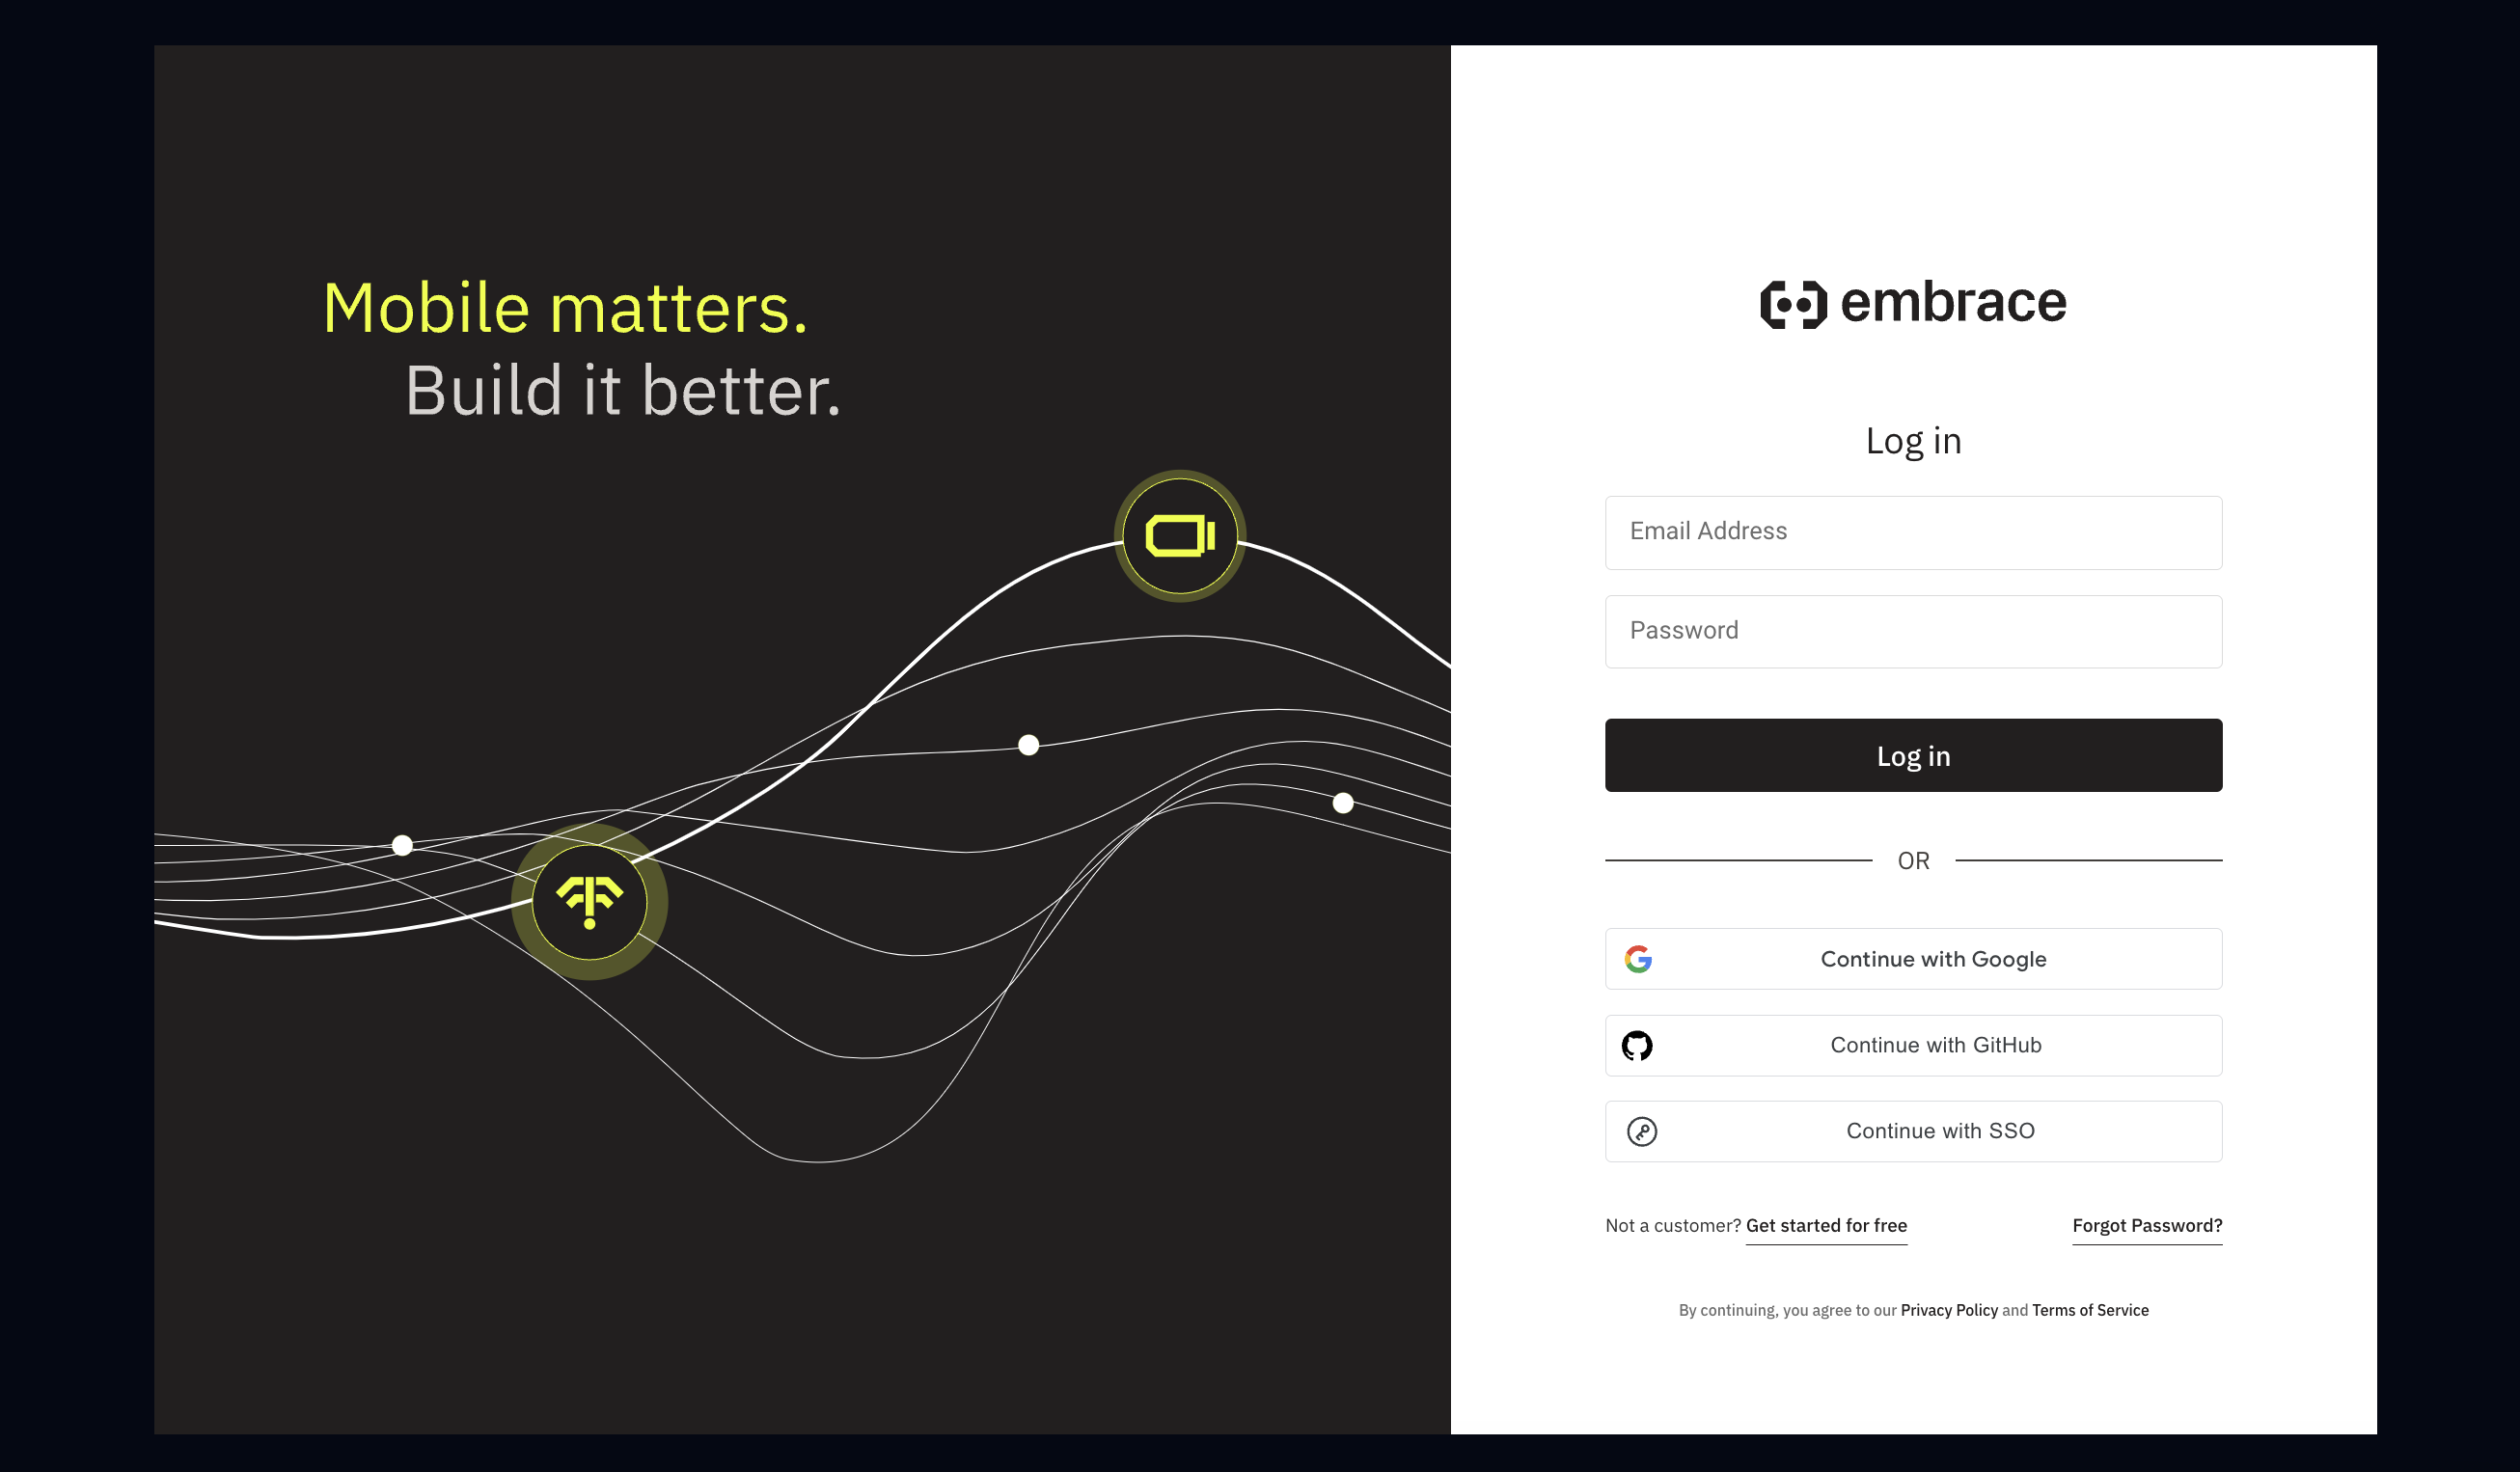 Mobile matters.
Build it better.
embrace
Log in
Email Address
Password
Log in
OR
Continue with Google
Continue with GitHub
Continue with SSO
Not a customer? Get started for free
Forgot Password?
By continuing, you agree to our Privacy Policy and Terms of Service